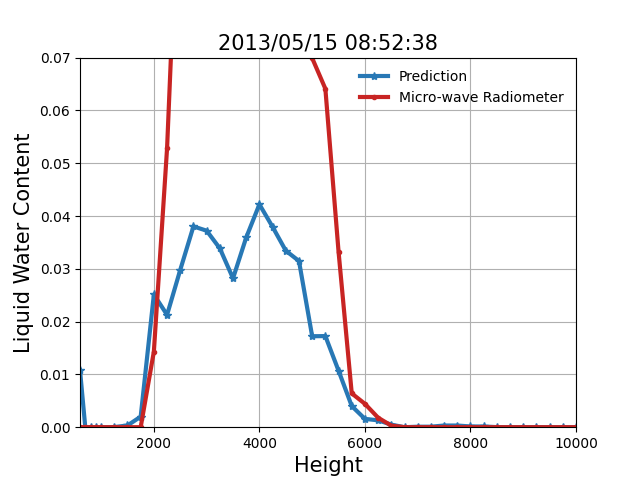 2013/05/15 08:52:38
Prediction
Micro-wave Radiometer
Liquid Water Content
0.07
0.06
0.05
0.04
0.03
0.02
0.01
0.00
2000 4000 6000 8000 10000
Height